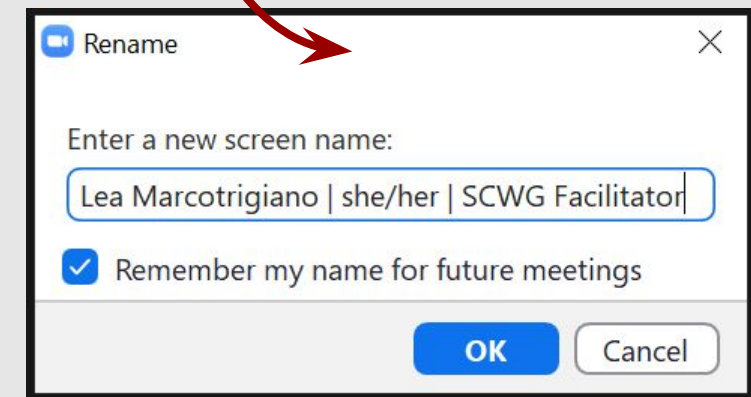 Rename
Enter a new screen name:
Lea Marcotrigiano | she/her | SCWG Facilitator
Remember my name for future meetings
OK Cancel